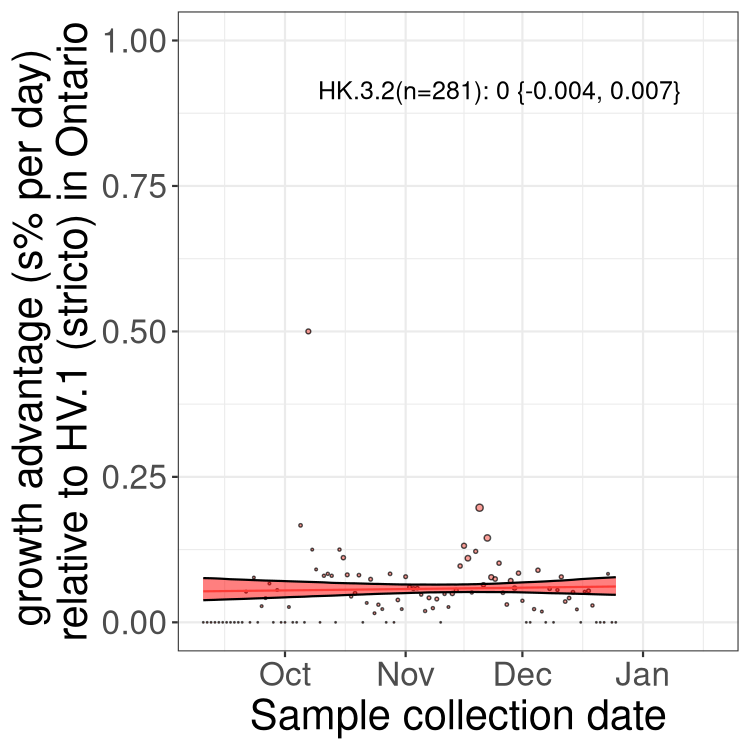 growth advantage (s% per day)
relative to HV.1 (stricto) in Ontario
1.00
0.75
0.50
0.25
0.00
HK.3.2(n=281): 0 {-0.004, 0.007}
Oct Nov Dec Jan
Sample collection date